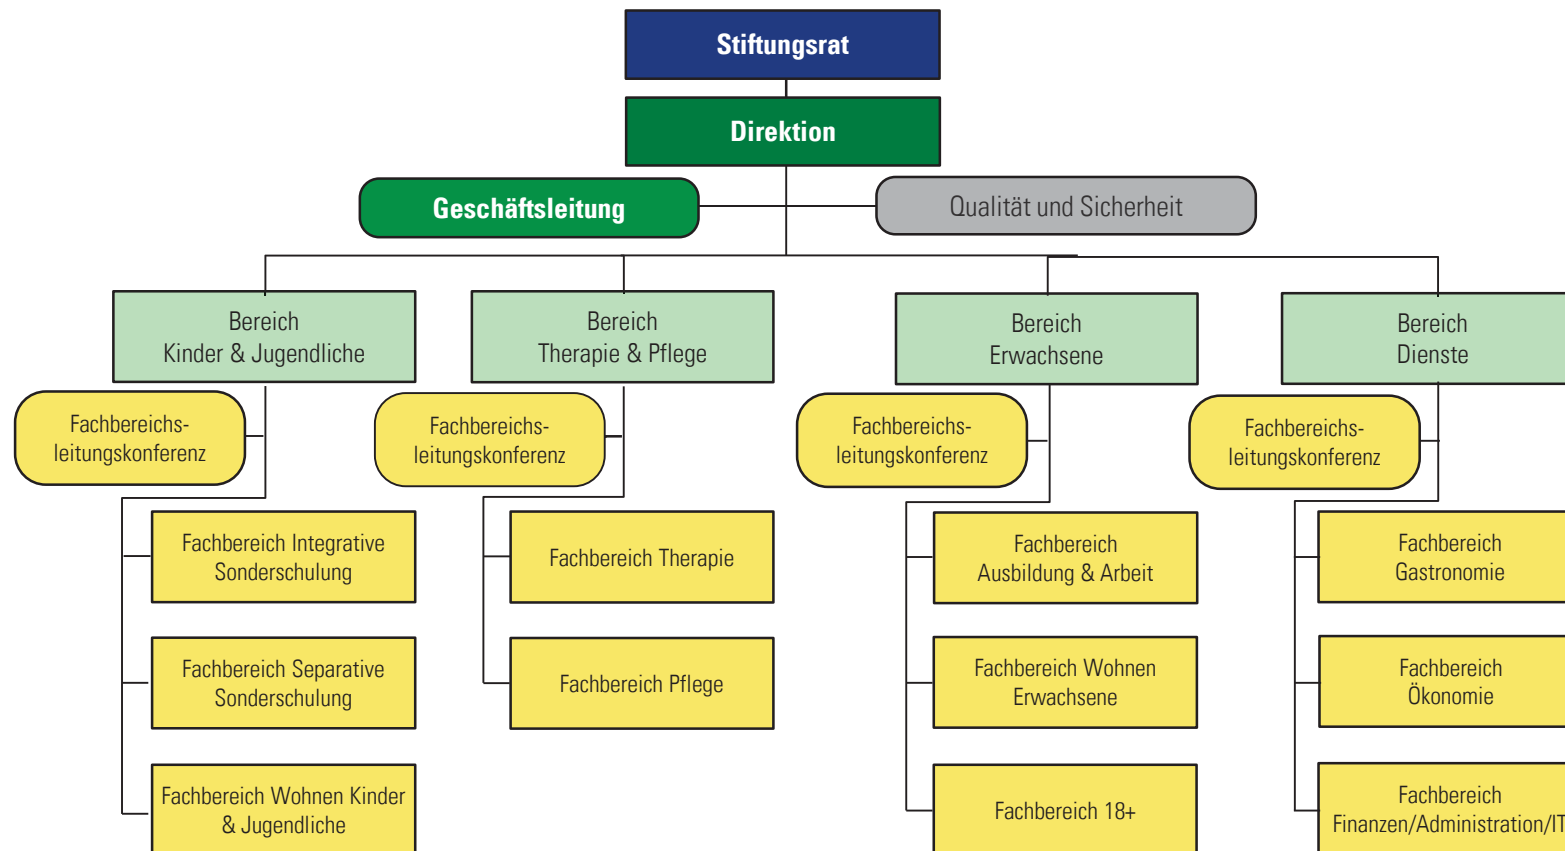 Stiftungsrat
Direktion
Geschäftsleitung
Qualität und Sicherheit
Bereich
Kinder & Jugendliche
Bereich
Therapie & Pflege
Bereich
Erwachsene
Bereich
Dienste
Fachbereichs-
leitungskonferenz
Fachbereichs-
leitungskonferenz
Fachbereichs-
leitungskonferenz
Fachbereichs-
leitungskonferenz
Fachbereich Integrative
Sonderschulung
Fachbereich Therapie
Fachbereich
Ausbildung & Arbeit
Fachbereich
Gastronomie
Fachbereich Separative
Sonderschulung
Fachbereich Pflege
Fachbereich Wohnen
Erwachsene
Fachbereich
Ökonomie
Fachbereich Wohnen Kinder
& Jugendliche
Fachbereich 18+
Fachbereich
Finanzen/Administration/IT